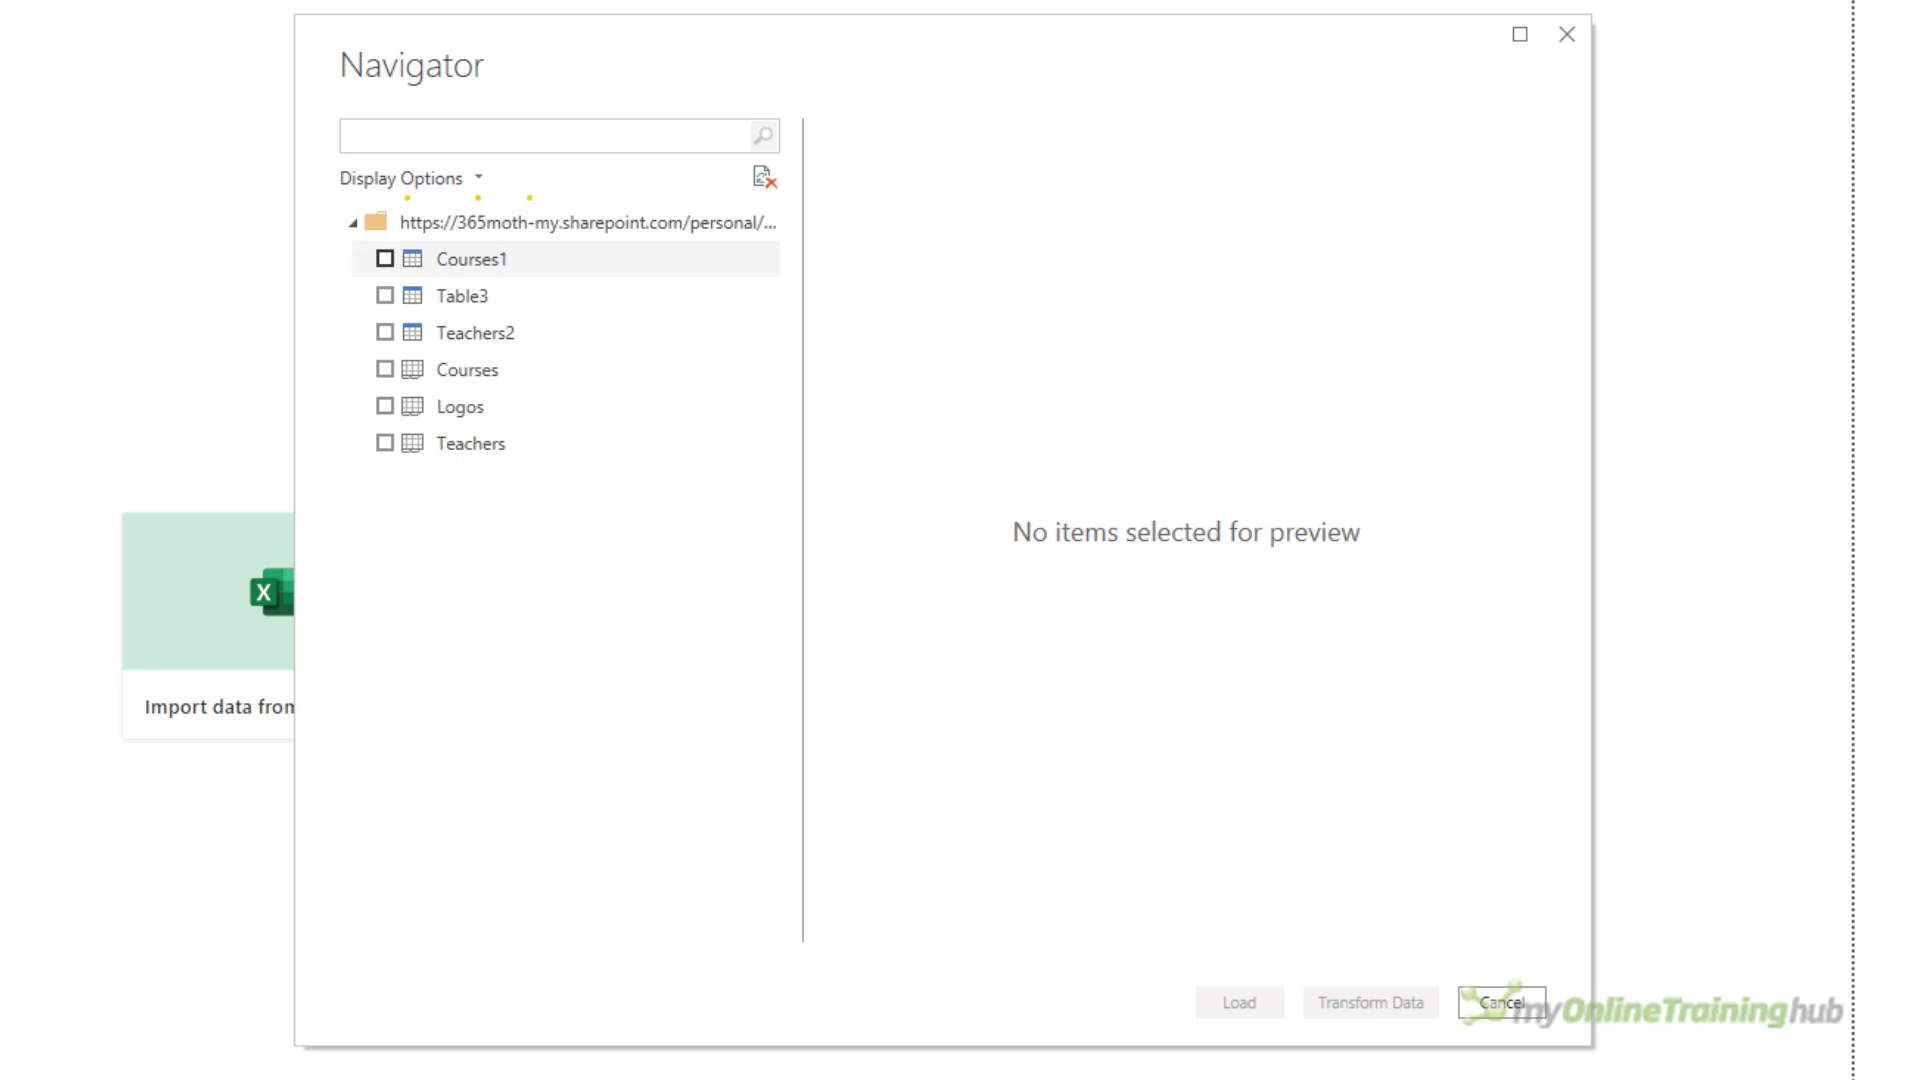 Navigator
Display Options
https://365moth-my.sharepoint.com/personal/...
Courses1
Table3
Teachers2
Courses
Logos
Teachers
No items selected for preview
X
Import data from
Load
Transform Data
Cancel
myOnlineTraininghub